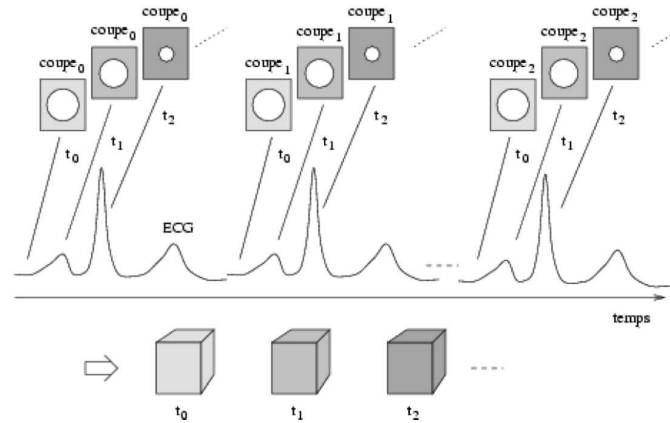 coupe₀
coupe₀
coupe₀
t₀
t₁
t₂
coupe₁
coupe₁
coupe₁
t₀
t₁
t₂
coupe₂
coupe₂
coupe₂
t₀
t₁
t₂
ECG
temps
t₀
t₁
t₂